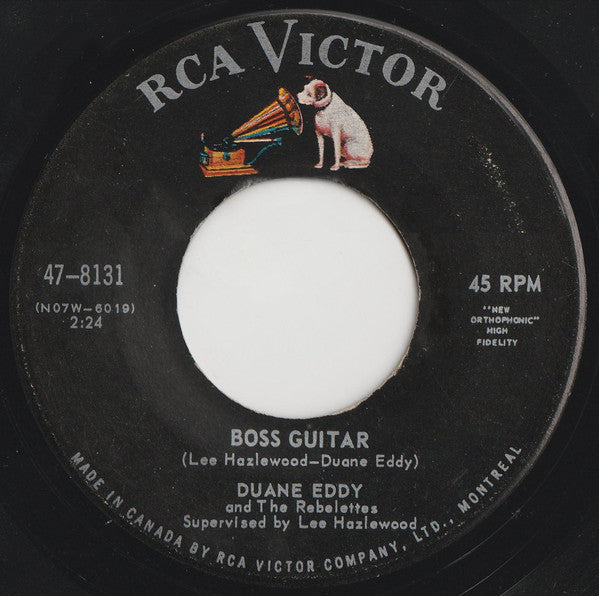 RCA VICTOR
47-8131
(N07W-6019)
2:24
45 RPM
"NEW
ORTHOPHONIC"
HIGH
FIDELITY
BOSS GUITAR
(Lee Hazlewood-Duane Eddy)
DUANE EDDY
and The Rebelettes
Supervised by Lee Hazlewood
MADE IN CANADA BY RCA VICTOR COMPANY, LTD., MONTREAL